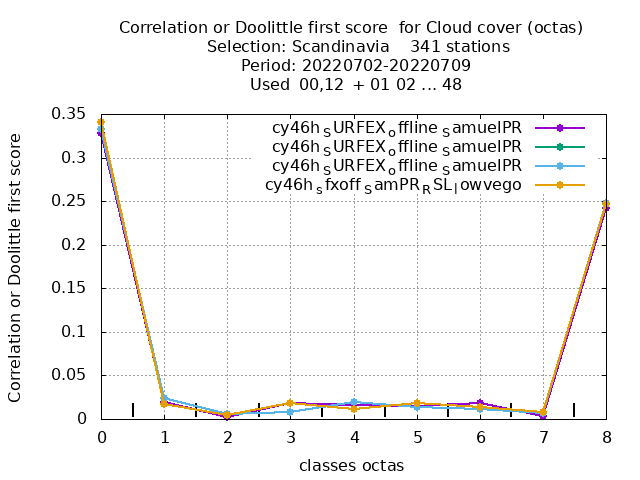 Correlation or Doolittle first score  for Cloud cover (octas)
Selection: Scandinavia    341 stations
Period: 20220702-20220709
Used  00,12  + 01 02 ... 48
cy46h_SURFEX_offline_SamuelPR
cy46h_SURFEX_offline_SamuelPR
cy46h_SURFEX_offline_SamuelPR
cy46h_sfxoff_SamPR_RSL_lowvego
Correlation or Doolittle first score
0.35
0.3
0.25
0.2
0.15
0.1
0.05
0
0 1 2 3 4 5 6 7 8
classes octas